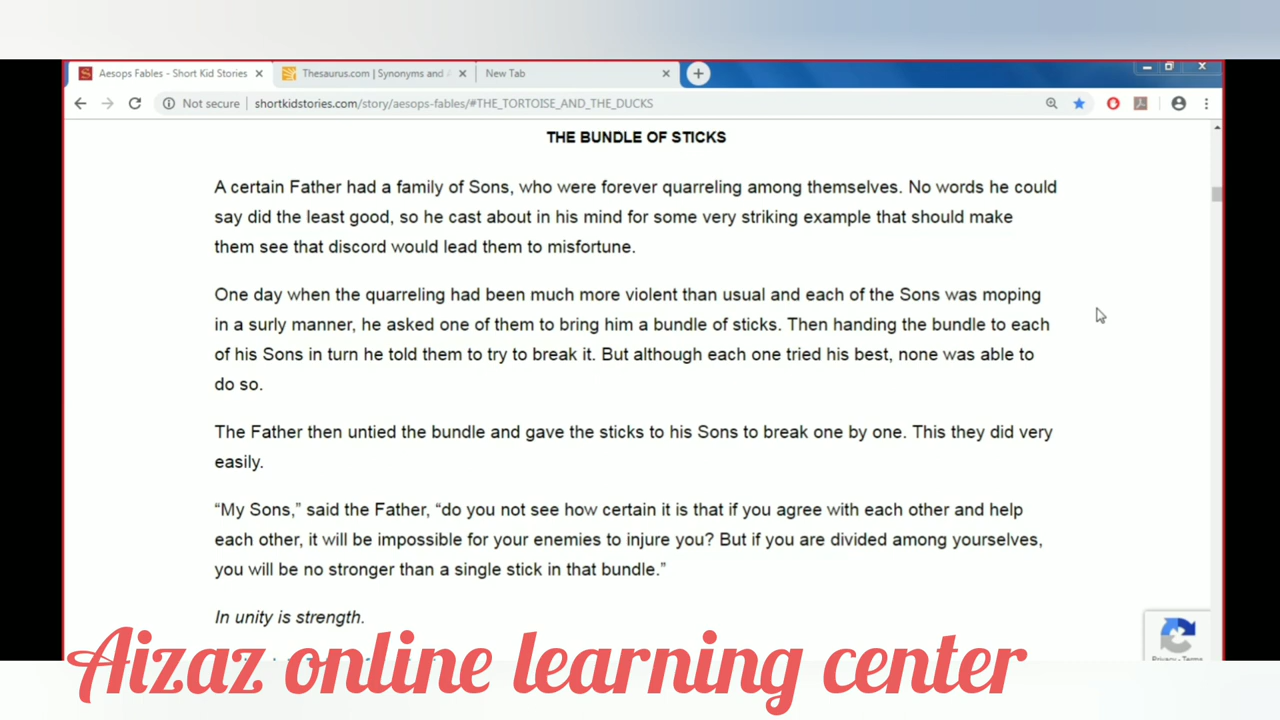 Aesops Fables - Short Kid Stories
Thesaurus.com | Synonyms and
New Tab
Not secure
shortkidstories.com/story/aesops-fables/#THE_TORTOISE_AND_THE_DUCKS
THE BUNDLE OF STICKS
A certain Father had a family of Sons, who were forever quarreling among themselves. No words he could
say did the least good, so he cast about in his mind for some very striking example that should make
them see that discord would lead them to misfortune.
One day when the quarreling had been much more violent than usual and each of the Sons was moping
in a surly manner, he asked one of them to bring him a bundle of sticks. Then handing the bundle to each
of his Sons in turn he told them to try to break it. But although each one tried his best, none was able to
do so.
The Father then untied the bundle and gave the sticks to his Sons to break one by one. This they did very
easily.
“My Sons,” said the Father, “do you not see how certain it is that if you agree with each other and help
each other, it will be impossible for your enemies to injure you? But if you are divided among yourselves,
you will be no stronger than a single stick in that bundle.”
In unity is strength.
Privacy - Terms
Aizaz online learning center